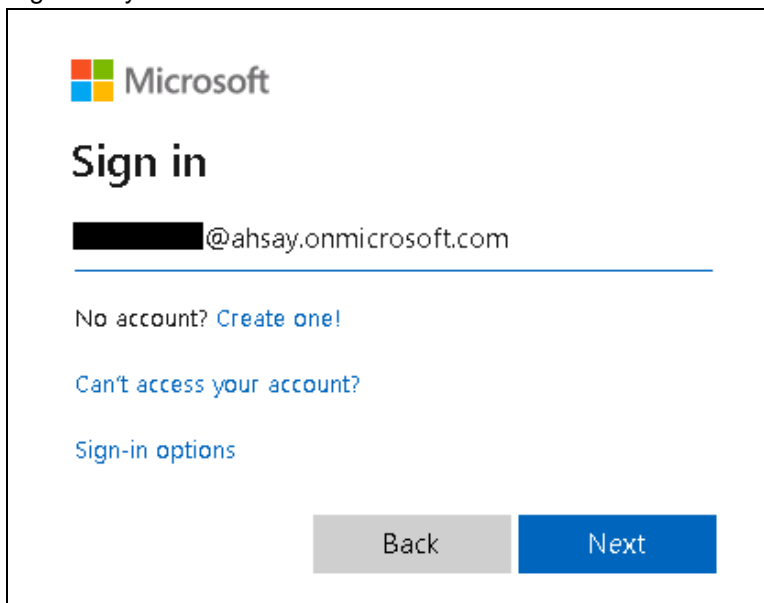 Microsoft
Sign in
@ahsay.onmicrosoft.com
No account? Create one!
Can't access your account?
Sign-in options
Back Next